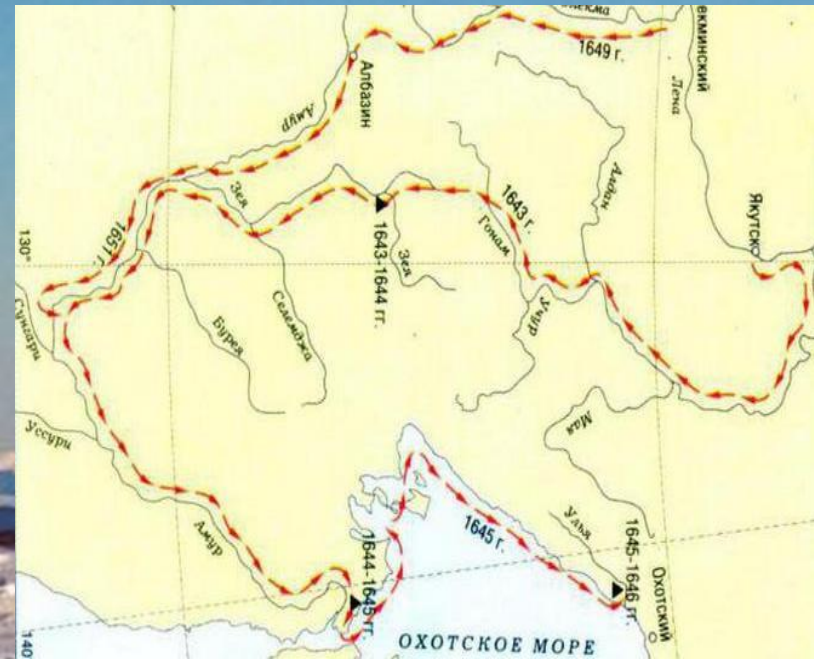 1649 г.
Лена
Албазин
Амур
Алдан
Якутск
Зея
1643 г.
Гонам
1651 г.
130°
1643-1644 гг.
Зея
Учур
Сунгари
Бурея
Селемджа
Мая
Уссури
Амур
1644-1645 гг.
1645 г.
Улья
1645-1646 гг.
Охотский
140°
ОХОТСКОЕ МОРЕ